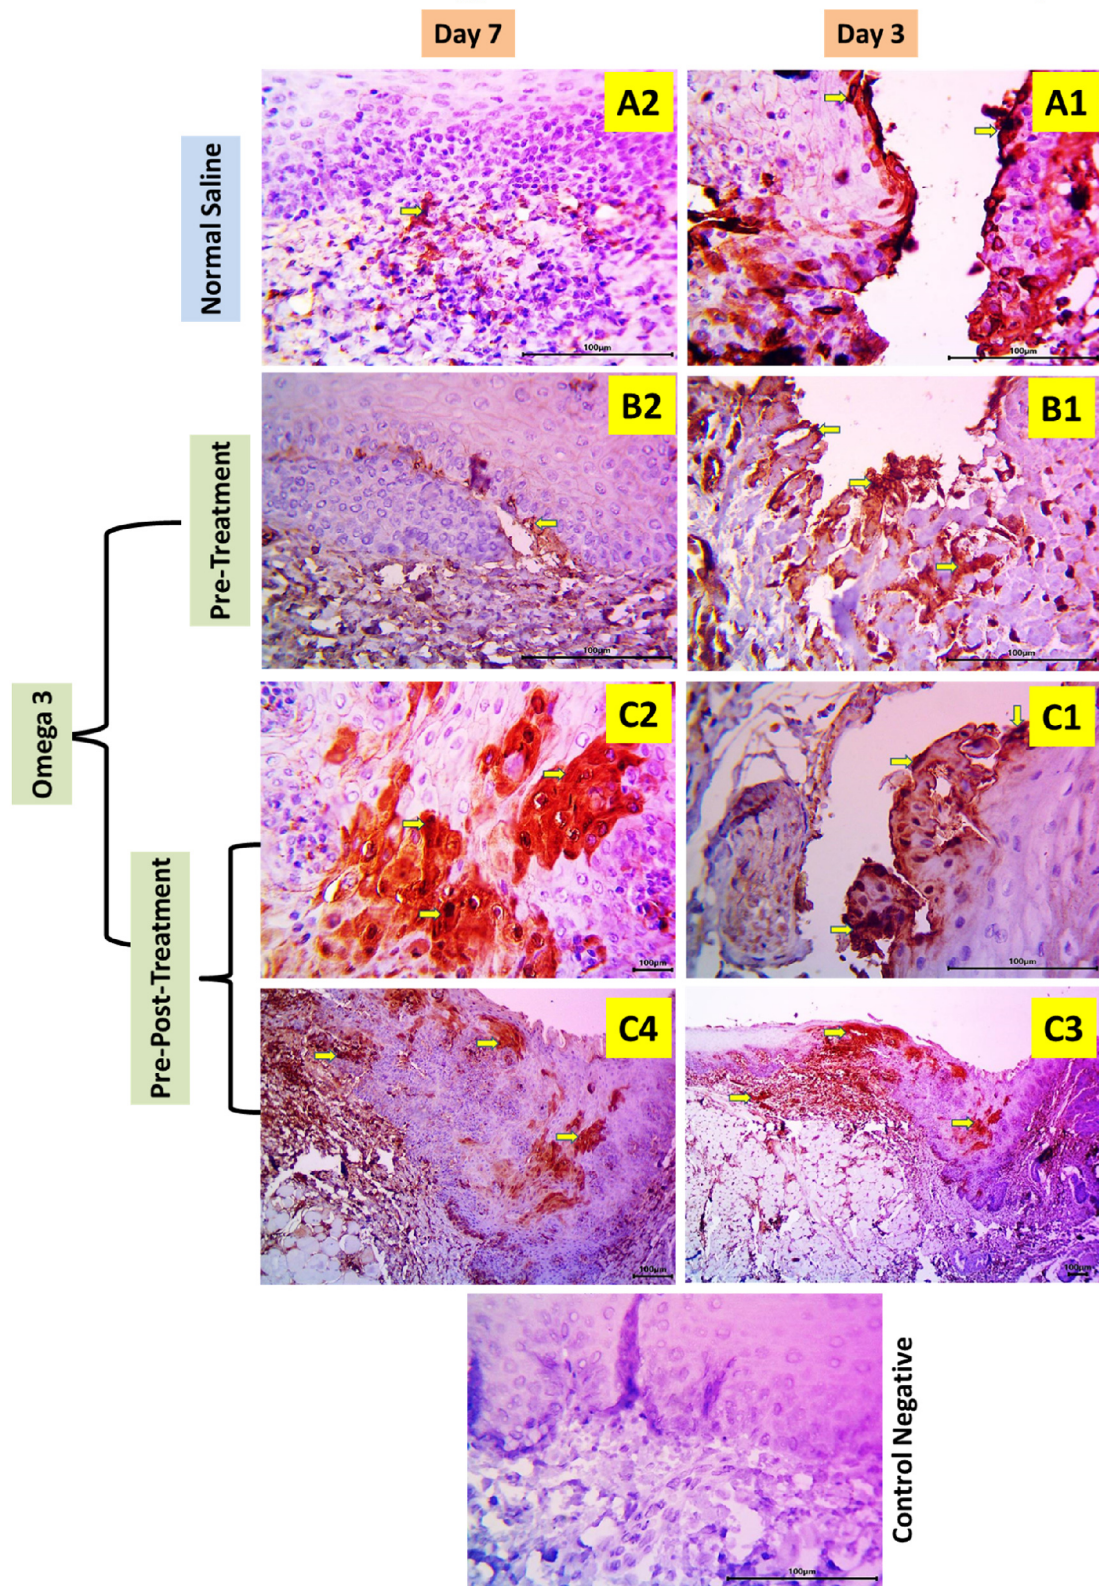 Day 7
Day 3
Normal Saline
A2
A1
100µm
100µm
Pre-Treatment
B2
B1
100µm
100µm
Omega 3
Pre-Post-Treatment
C2
C1
100µm
100µm
C4
C3
100µm
100µm
Control Negative
100µm